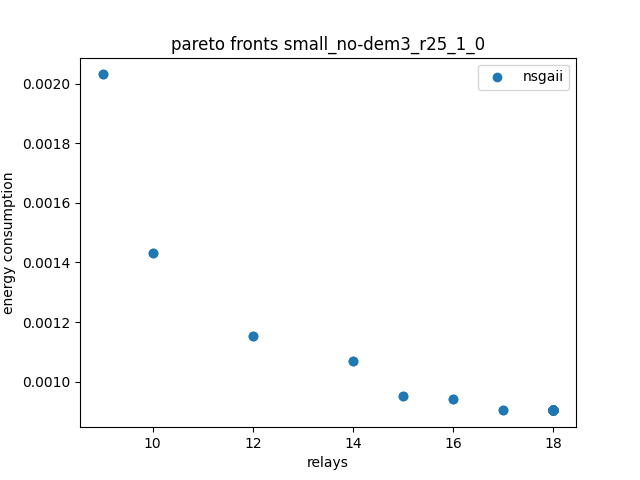 pareto fronts small_no-dem3_r25_1_0
nsgaii
0.0020
0.0018
0.0016
0.0014
0.0012
0.0010
energy consumption
10 12 14 16 18
relays